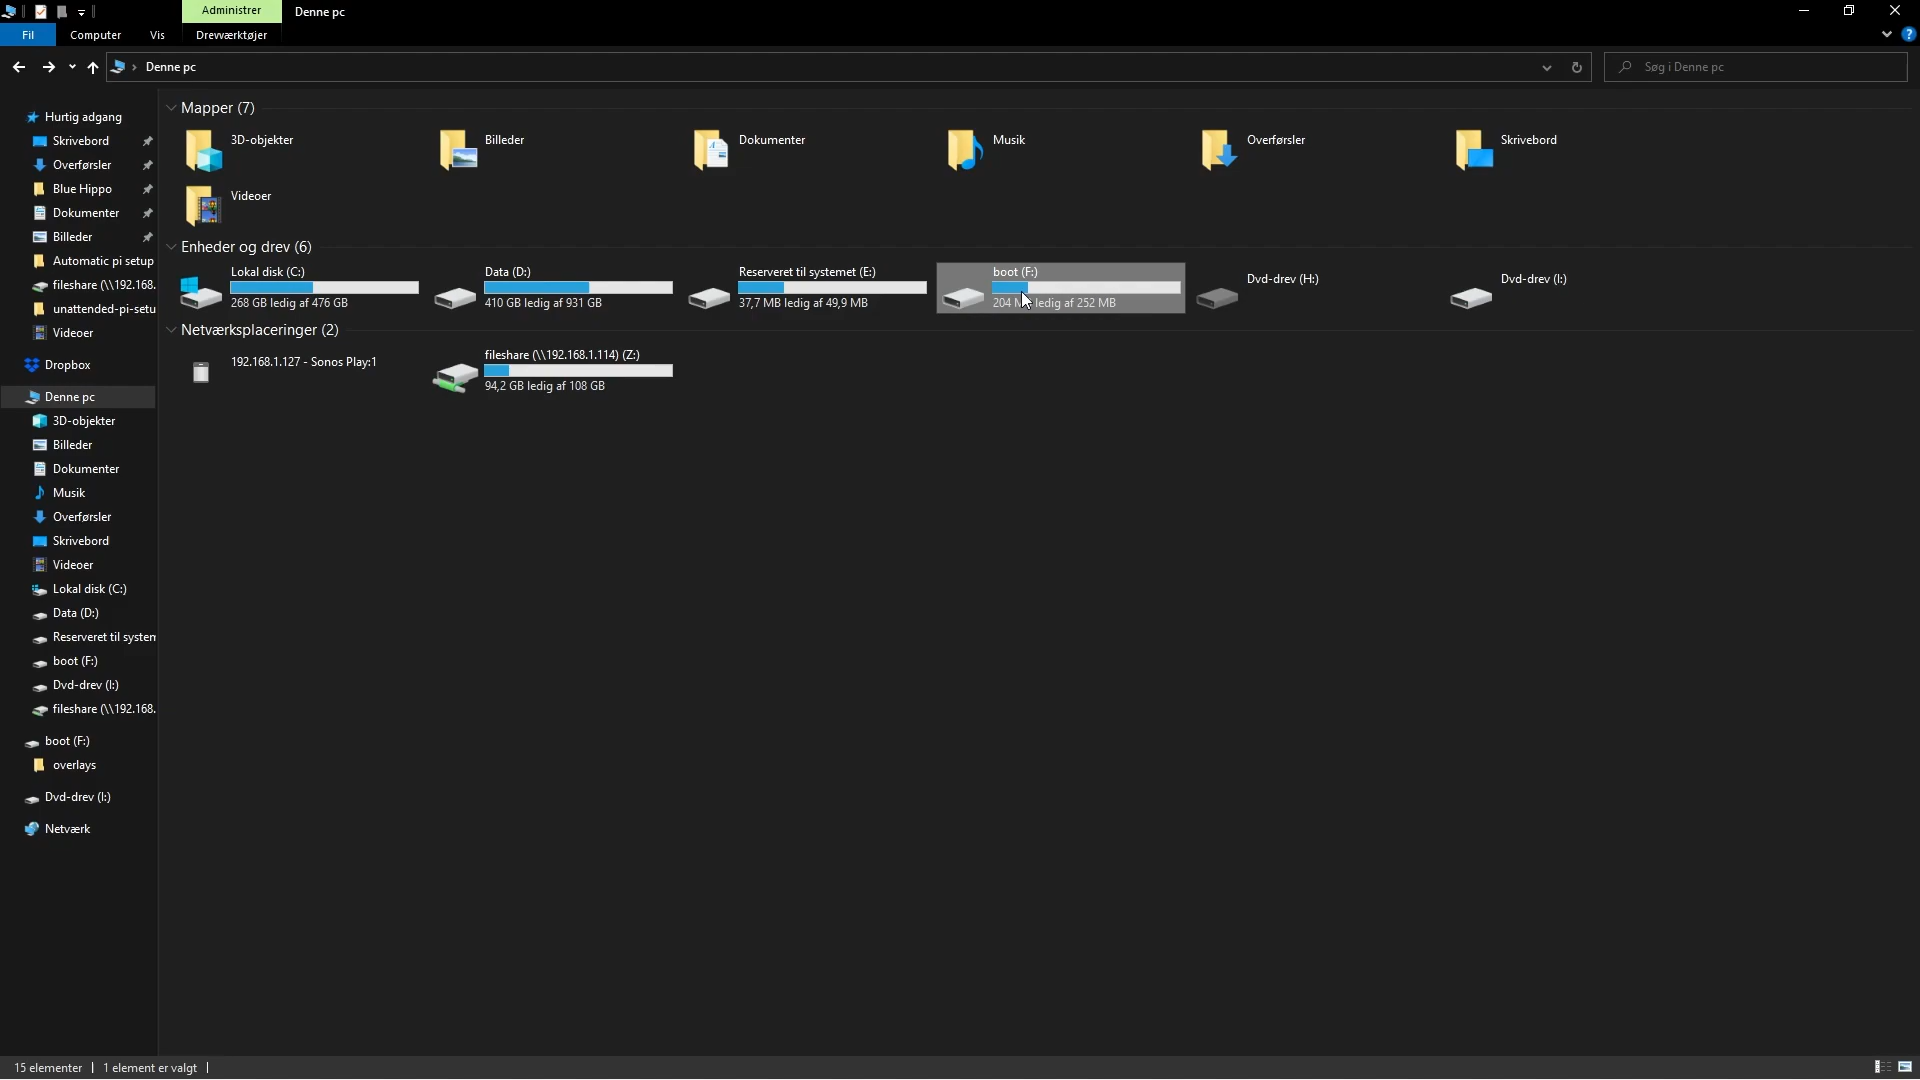 Administrer
Denne pc
Fil
Computer
Vis
Drevværktøjer
Denne pc
Søg i Denne pc
Hurtig adgang
Skrivebord
Overførsler
Blue Hippo
Dokumenter
Billeder
Automatic pi setup
fileshare (\\192.168.
unattended-pi-setu
Videoer
Dropbox
Denne pc
3D-objekter
Billeder
Dokumenter
Musik
Overførsler
Skrivebord
Videoer
Lokal disk (C:)
Data (D:)
Reserveret til system
boot (F:)
Dvd-drev (I:)
fileshare (\\192.168.
boot (F:)
overlays
Dvd-drev (I:)
Netværk
Mapper (7)
3D-objekter
Billeder
Dokumenter
Musik
Overførsler
Skrivebord
Videoer
Enheder og drev (6)
Lokal disk (C:)
268 GB ledig af 476 GB
Data (D:)
410 GB ledig af 931 GB
Reserveret til systemet (E:)
37,7 MB ledig af 49,9 MB
boot (F:)
204 ledig af 252 MB
Dvd-drev (H:)
Dvd-drev (I:)
Netværksplaceringer (2)
192.168.1.127 - Sonos Play:1
fileshare (\\192.168.1.114) (Z:)
94,2 GB ledig af 108 GB
15 elementer
1 element er valgt